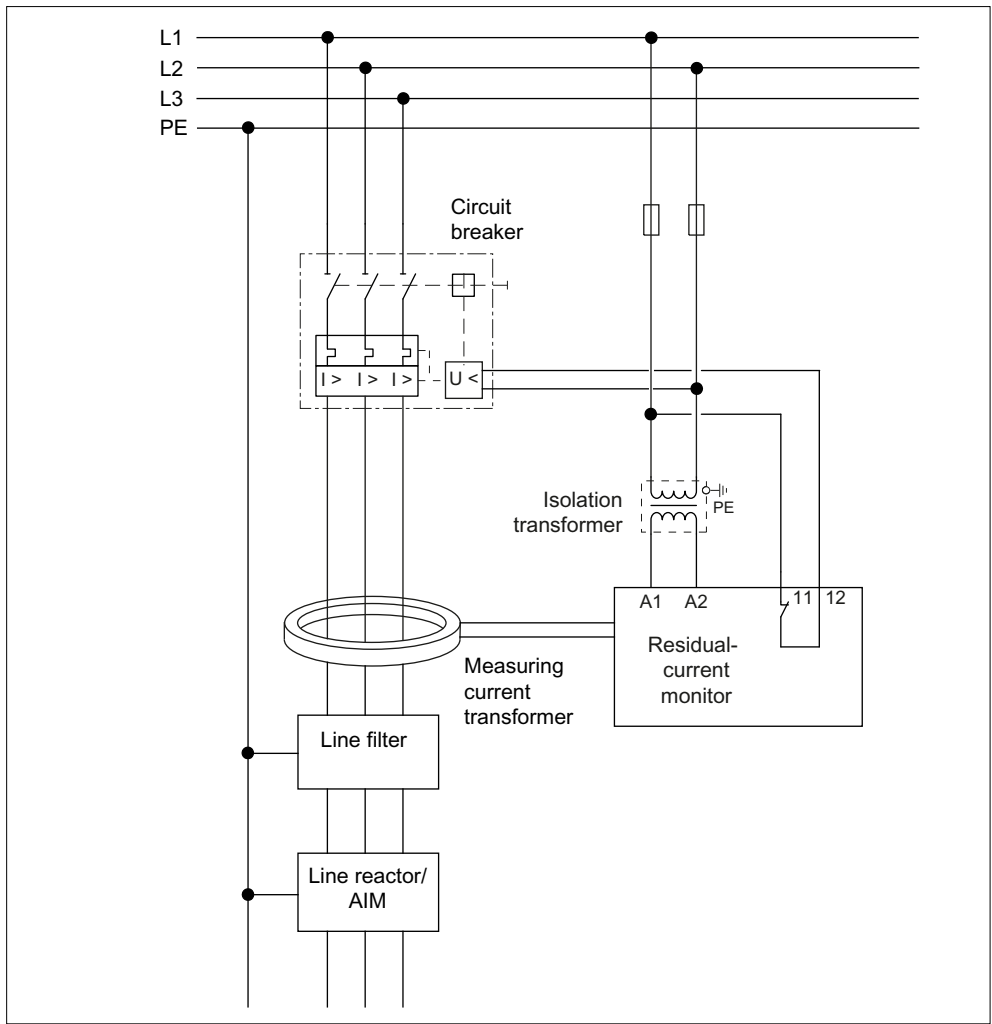 L1
L2
L3
PE
Circuit
breaker
I > I > I >
U <
Isolation
transformer
PE
A1 A2
11 12
Residual-
current
monitor
Measuring
current
transformer
Line filter
Line reactor/
AIM